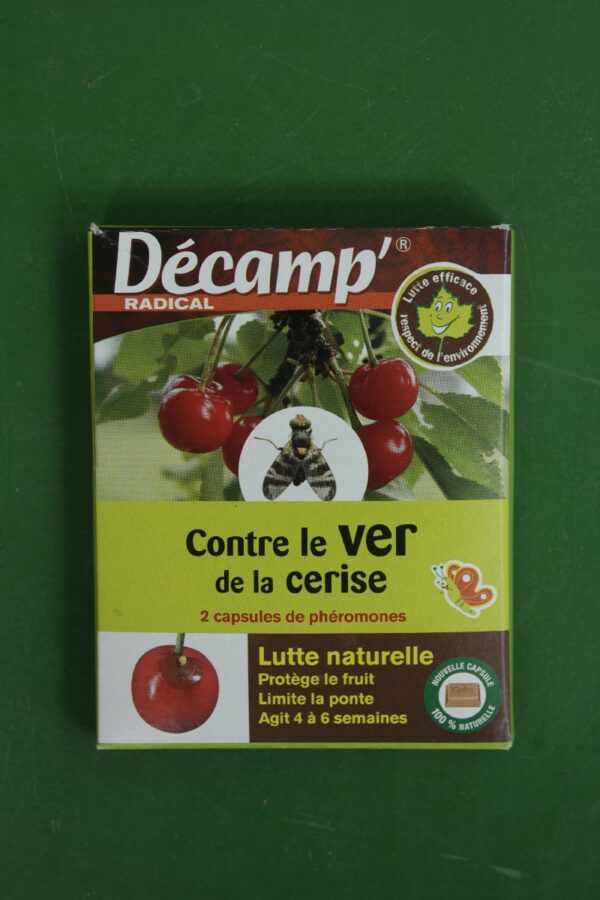 Décamp'®
RADICAL
Lutte efficace
respect de l'environnement
Contre le ver
de la cerise
2 capsules de phéromones
Lutte naturelle
Protège le fruit
Limite la ponte
Agit 4 à 6 semaines
NOUVELLE CAPSULE
100 % NATURELLE